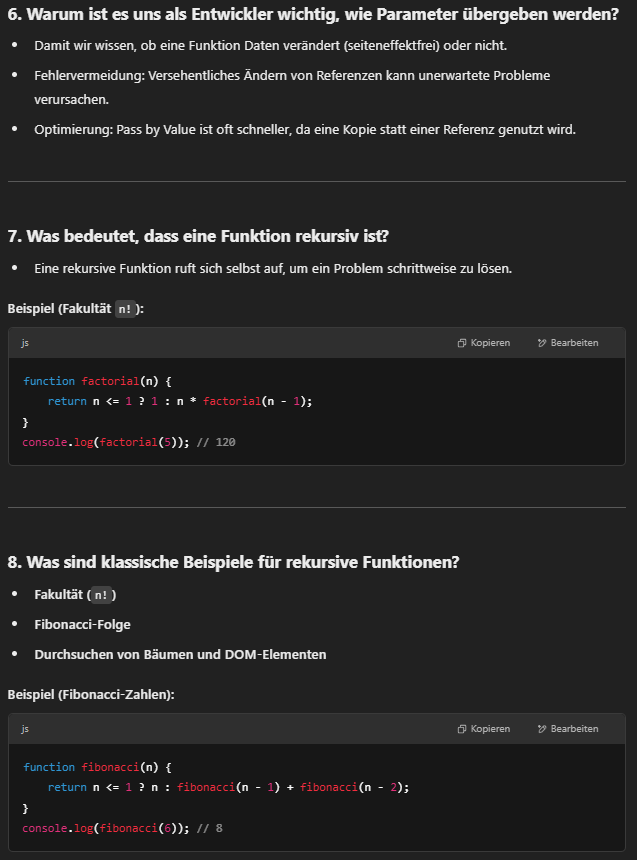 6. Warum ist es uns als Entwickler wichtig, wie Parameter übergeben werden?
• Damit wir wissen, ob eine Funktion Daten verändert (seiteneffektfrei) oder nicht.
• Fehlervermeidung: Versehentliches Ändern von Referenzen kann unerwartete Probleme
verursachen.
• Optimierung: Pass by Value ist oft schneller, da eine Kopie statt einer Referenz genutzt wird.
7. Was bedeutet, dass eine Funktion rekursiv ist?
• Eine rekursive Funktion ruft sich selbst auf, um ein Problem schrittweise zu lösen.
Beispiel (Fakultät n!):
js Kopieren Bearbeiten
function factorial(n) {
    return n <= 1 ? 1 : n * factorial(n - 1);
}
console.log(factorial(5)); // 120
8. Was sind klassische Beispiele für rekursive Funktionen?
• Fakultät (n!)
• Fibonacci-Folge
• Durchsuchen von Bäumen und DOM-Elementen
Beispiel (Fibonacci-Zahlen):
js Kopieren Bearbeiten
function fibonacci(n) {
    return n <= 1 ? n : fibonacci(n - 1) + fibonacci(n - 2);
}
console.log(fibonacci(6)); // 8